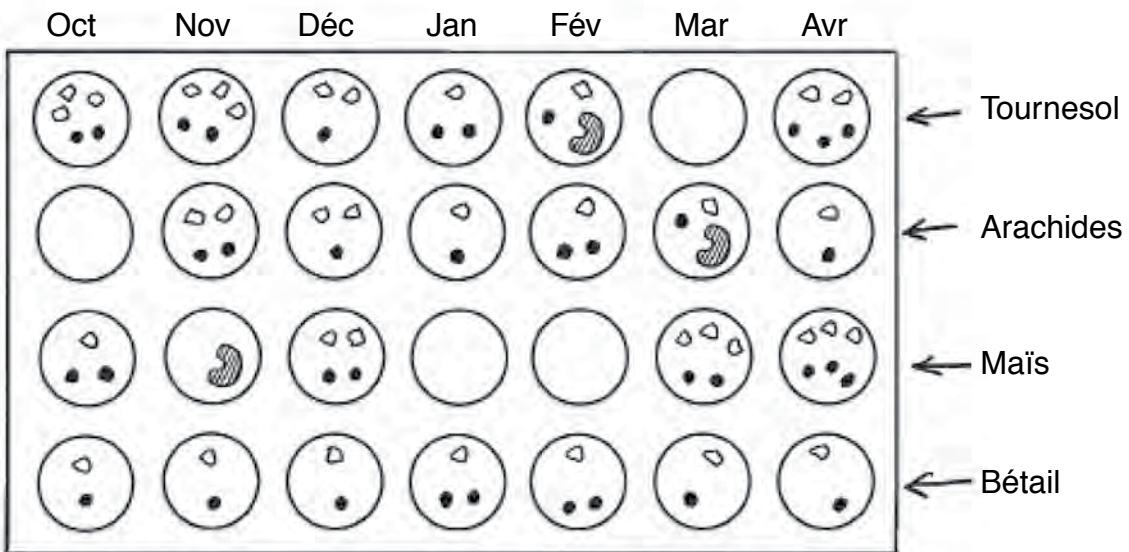 Oct Nov Déc Jan Fév Mar Avr
Tournesol
Arachides
Maïs
Bétail